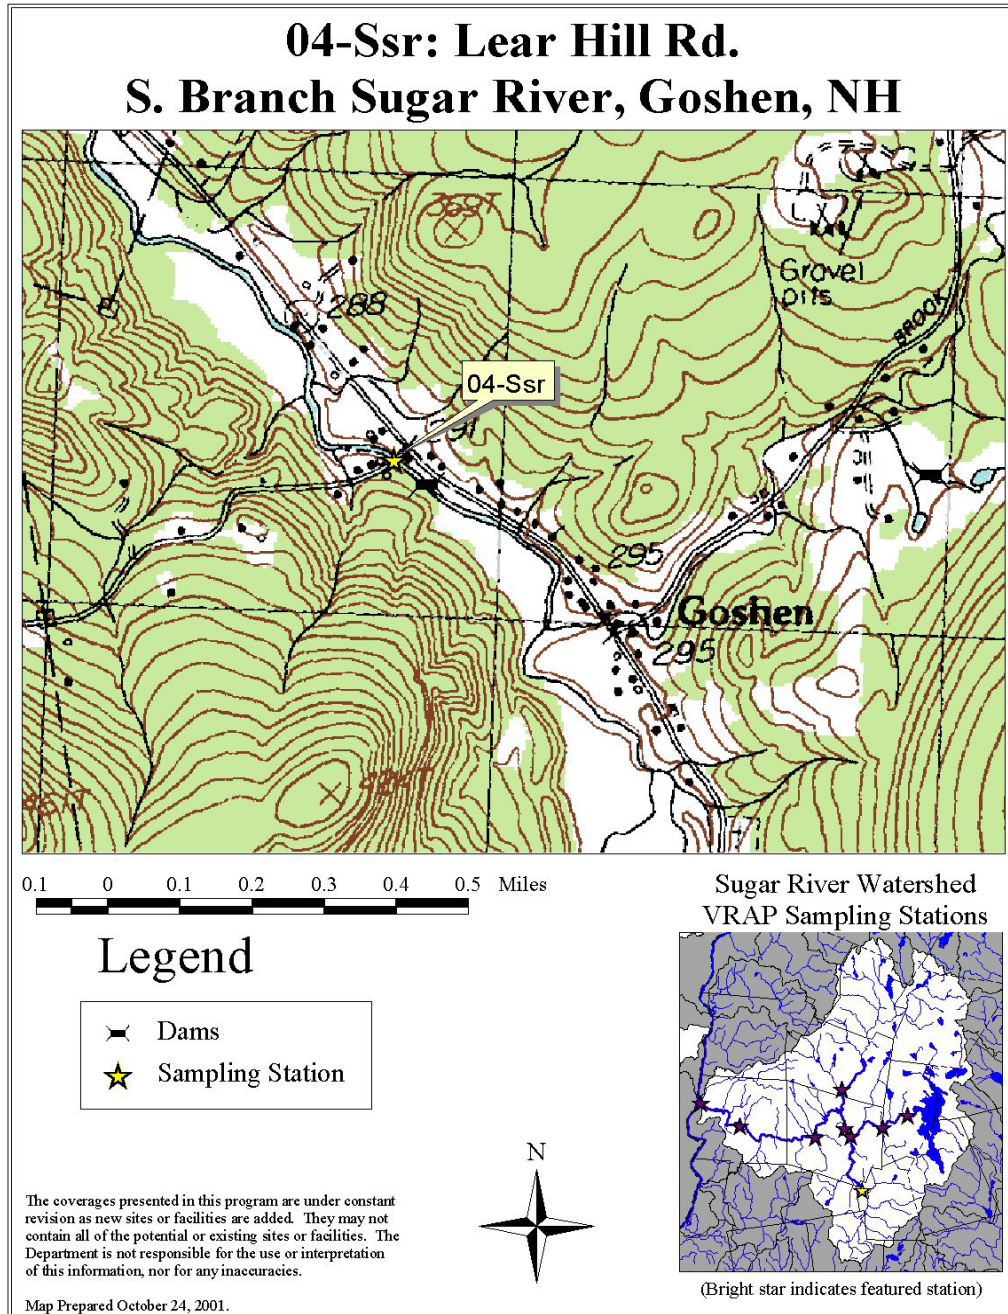 04-Ssr: Lear Hill Rd.
S. Branch Sugar River, Goshen, NH
369T
Gravel
pits
BROOK
288
04-Ssr
291
295
Goshen
295
484T
0.1 0 0.1 0.2 0.3 0.4 0.5 Miles
Legend
Dams
Sampling Station
Sugar River Watershed
VRAP Sampling Stations
N
The coverages presented in this program are under constant
revision as new sites or facilities are added. They may not
contain all of the potential or existing sites or facilities. The
Department is not responsible for the use or interpretation
of this information, nor for any inaccuracies.
Map Prepared October 24, 2001.
(Bright star indicates featured station)